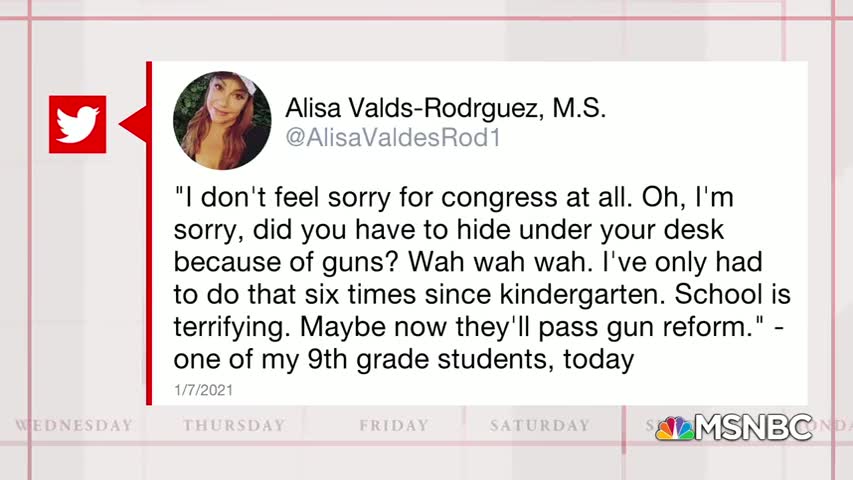 Alisa Valds-Rodrguez, M.S.
@AlisaValdesRod1
"I don't feel sorry for congress at all. Oh, I'm
sorry, did you have to hide under your desk
because of guns? Wah wah wah. I've only had
to do that six times since kindergarten. School is
terrifying. Maybe now they'll pass gun reform." -
one of my 9th grade students, today
1/7/2021
WEDNESDAY THURSDAY FRIDAY SATURDAY
MSNBC